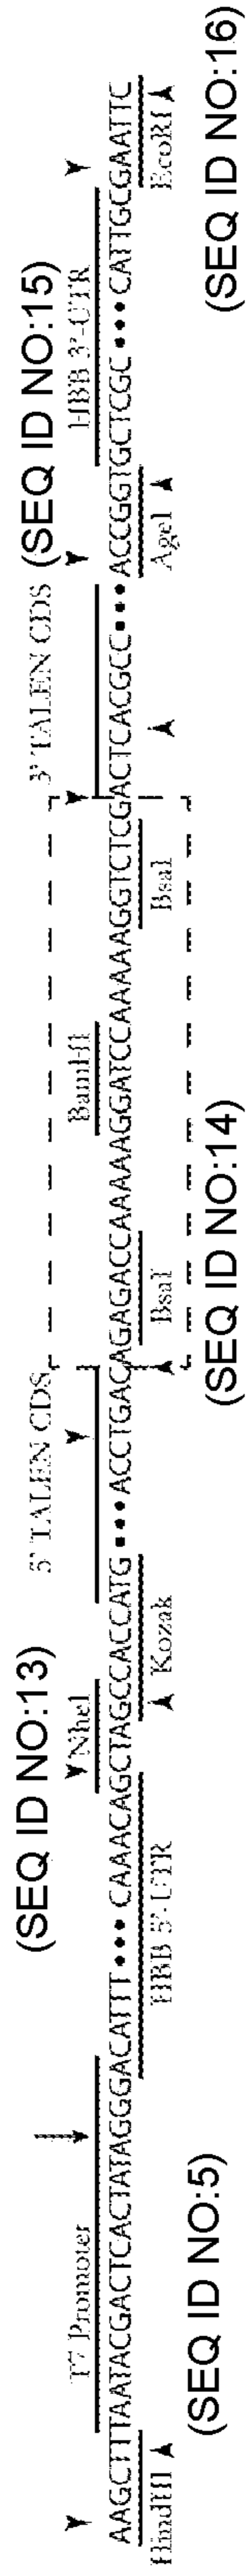 (SEQ ID NO:13) (SEQ ID NO:15)
T7 Promoter NheI 5' TALEN CDS BamHI 3' TALEN CDS HBB 3'-UTR
AAGCTTTAATACGACTCACTATAGGGACATTT ••• CAAACAGCTAGCCACCATG ••• ACCTGACAGAGACCAAAAAGGATCCAAAAAGGTCTCGACTCACGCC ••• ACCGGTGCTCGC ••• CATTGCGAATTC
HindIII HBB 5'-UTR Kozak BsaI BsaI AgeI EcoRI
(SEQ ID NO:5) (SEQ ID NO:14) (SEQ ID NO:16)